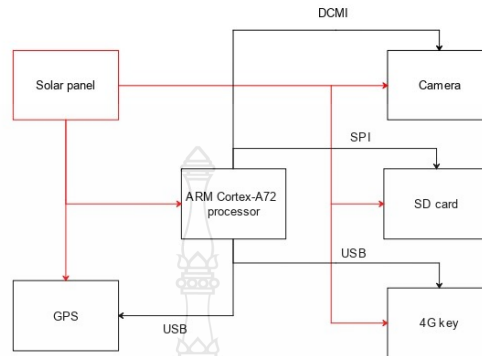 DCMI
Solar panel
Camera
SPI
ARM Cortex-A72
processor
SD card
USB
GPS
USB
4G key